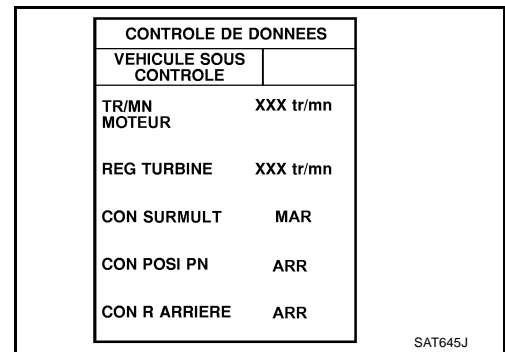 CONTROLE DE DONNEES
VEHICULE SOUS
CONTROLE
TR/MN XXX tr/mn
MOTEUR
REG TURBINE XXX tr/mn
CON SURMULT MAR
CON POSI PN ARR
CON R ARRIERE ARR
SAT645J